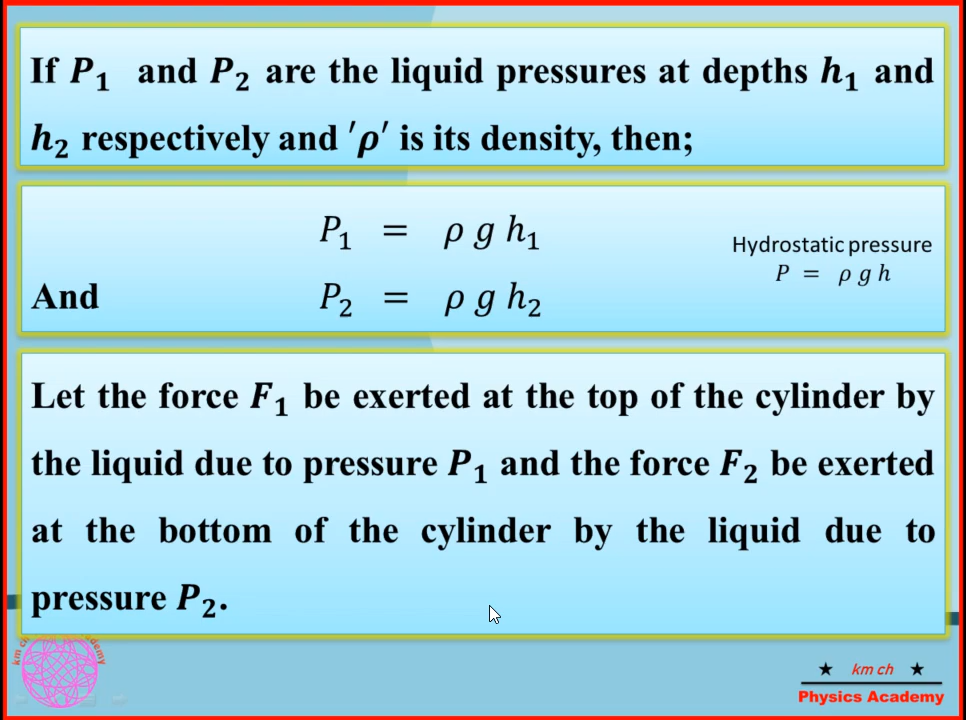 If P₁ and P₂ are the liquid pressures at depths h₁ and
h₂ respectively and ′ρ′ is its density, then;
P₁ = ρ g h₁
Hydrostatic pressure
P = ρ g h
And P₂ = ρ g h₂
Let the force F₁ be exerted at the top of the cylinder by
the liquid due to pressure P₁ and the force F₂ be exerted
at the bottom of the cylinder by the liquid due to
pressure P₂.
km ch
demy
★ km ch ★
Physics Academy